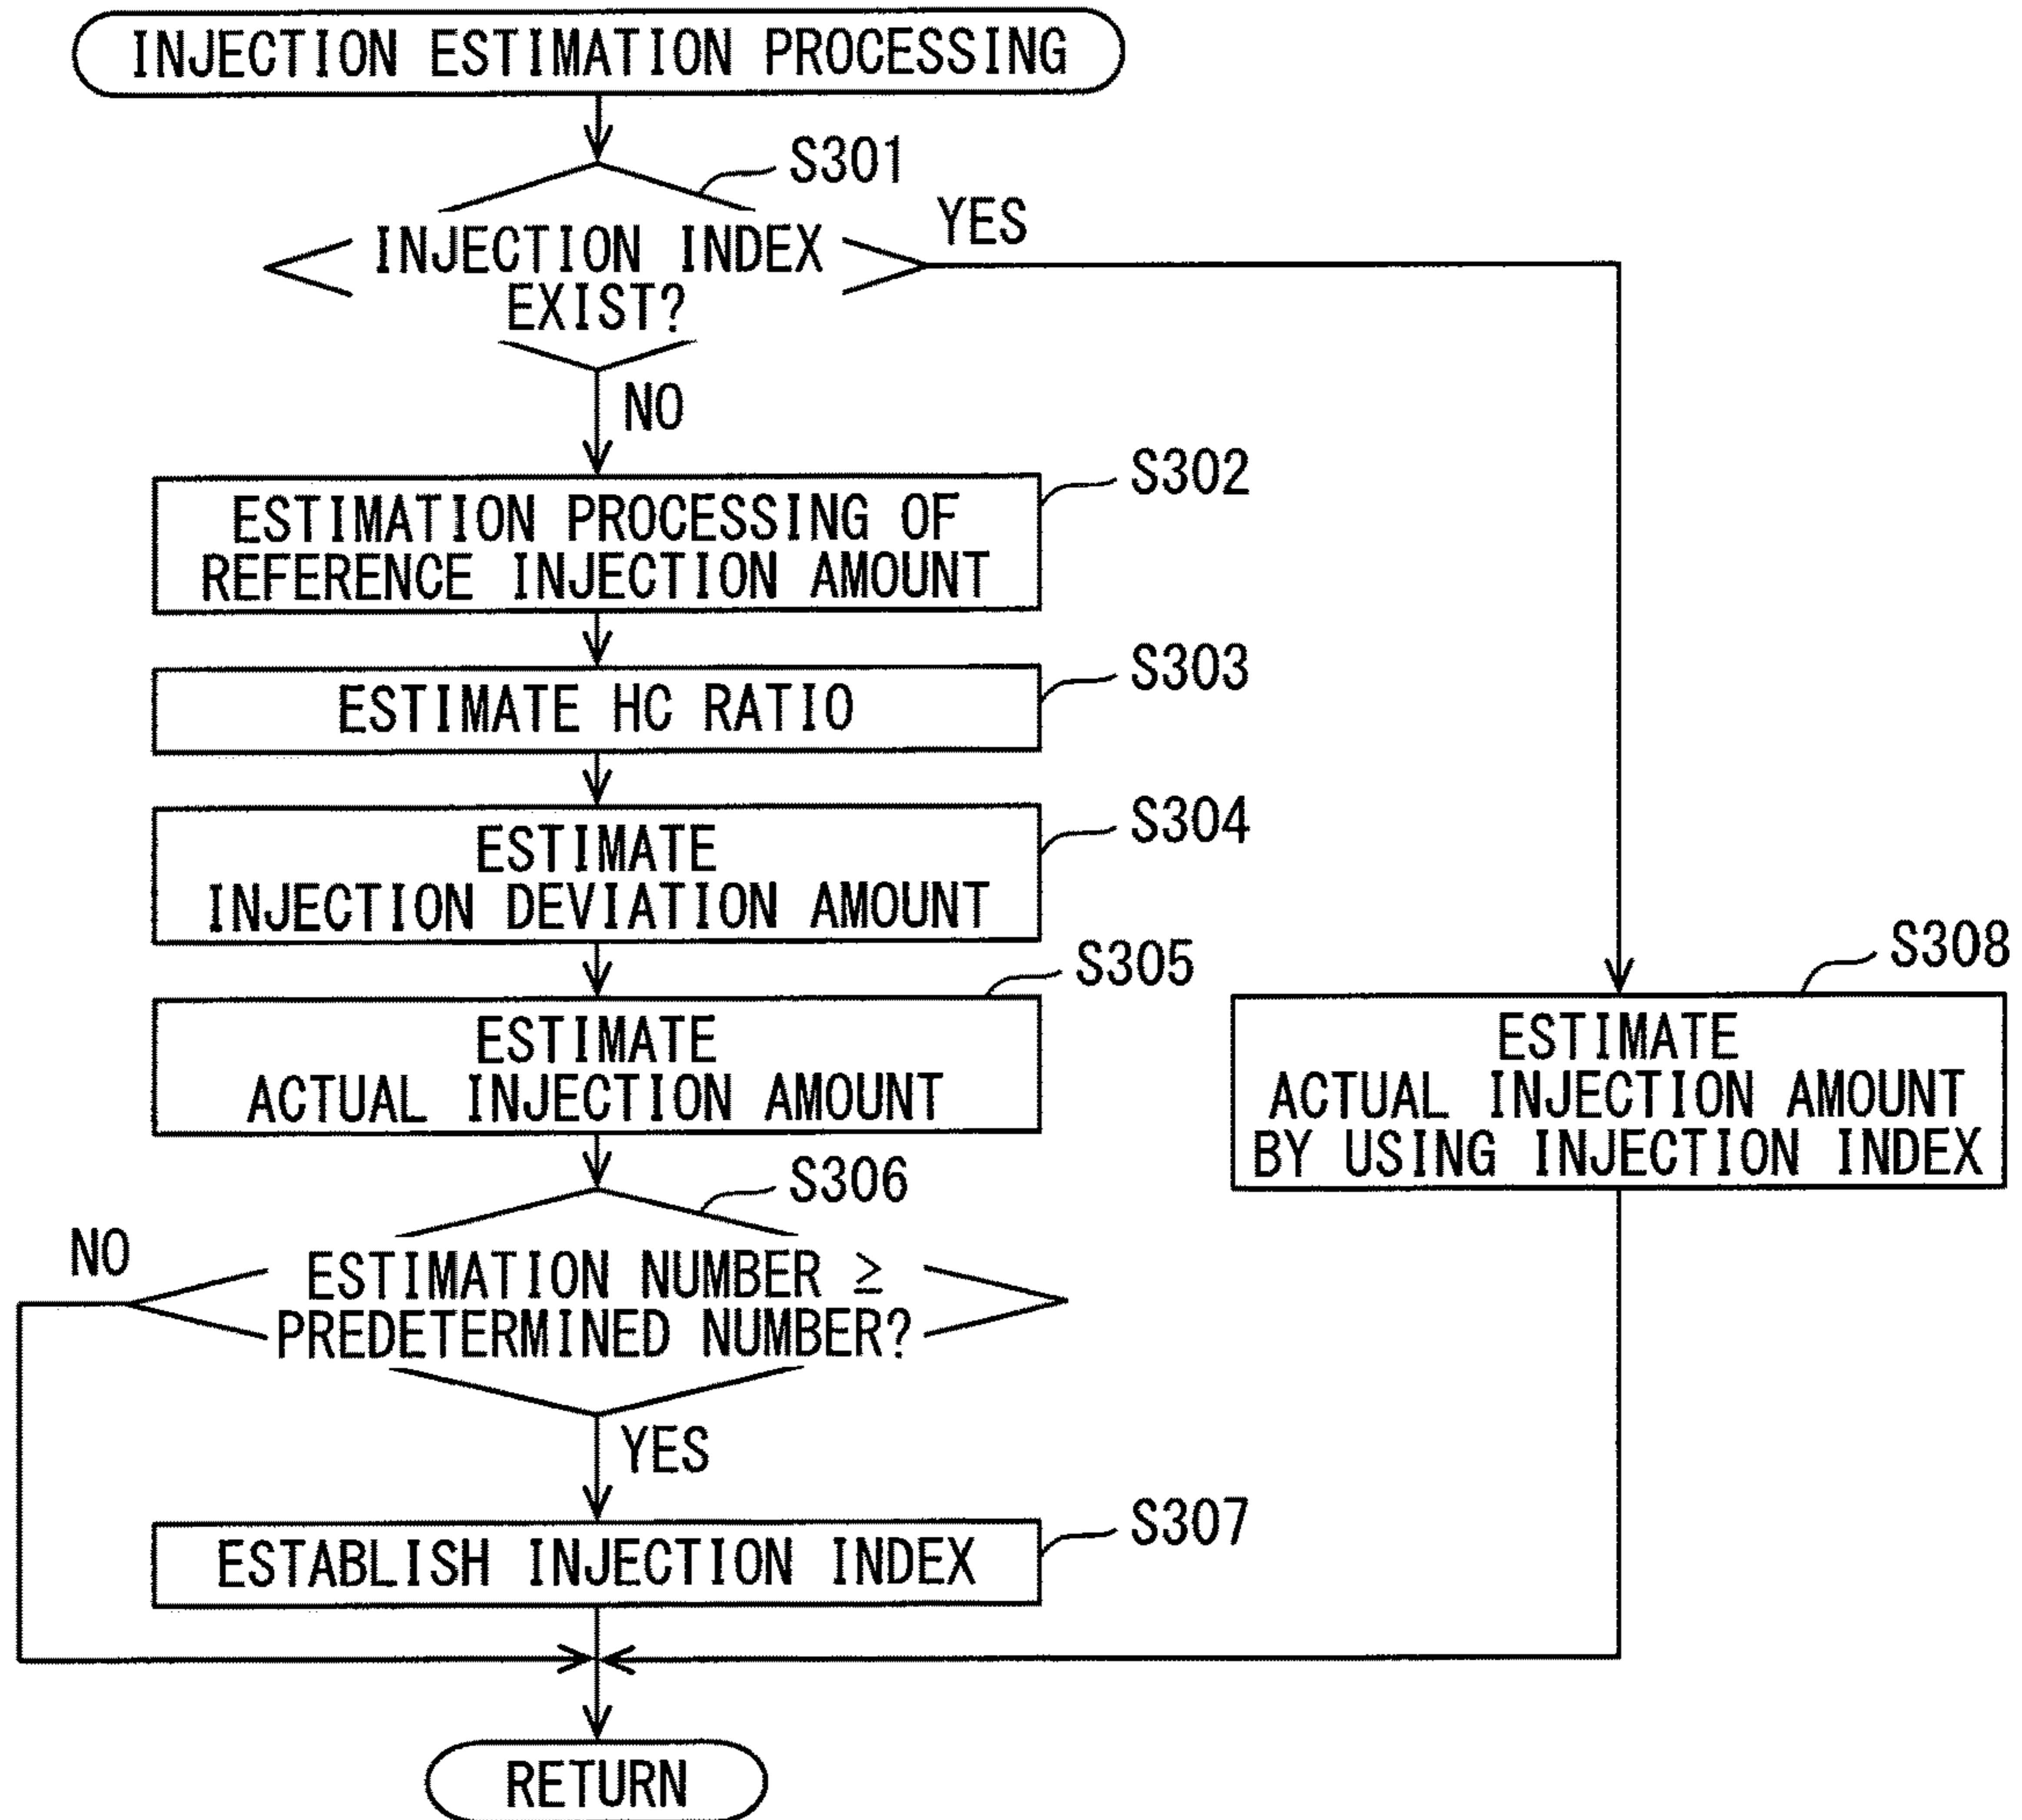 INJECTION ESTIMATION PROCESSING
S301
INJECTION INDEX
EXIST?
YES
NO
S302
ESTIMATION PROCESSING OF
REFERENCE INJECTION AMOUNT
S303
ESTIMATE HC RATIO
S304
ESTIMATE
INJECTION DEVIATION AMOUNT
S305
ESTIMATE
ACTUAL INJECTION AMOUNT
S308
ESTIMATE
ACTUAL INJECTION AMOUNT
BY USING INJECTION INDEX
S306
NO
ESTIMATION NUMBER ≥
PREDETERMINED NUMBER?
YES
S307
ESTABLISH INJECTION INDEX
RETURN